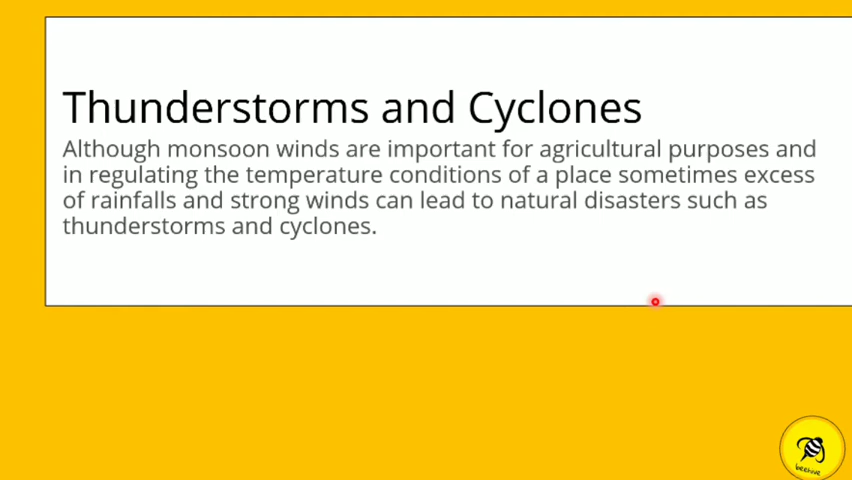 Thunderstorms and Cyclones
Although monsoon winds are important for agricultural purposes and
in regulating the temperature conditions of a place sometimes excess
of rainfalls and strong winds can lead to natural disasters such as
thunderstorms and cyclones.
beehive